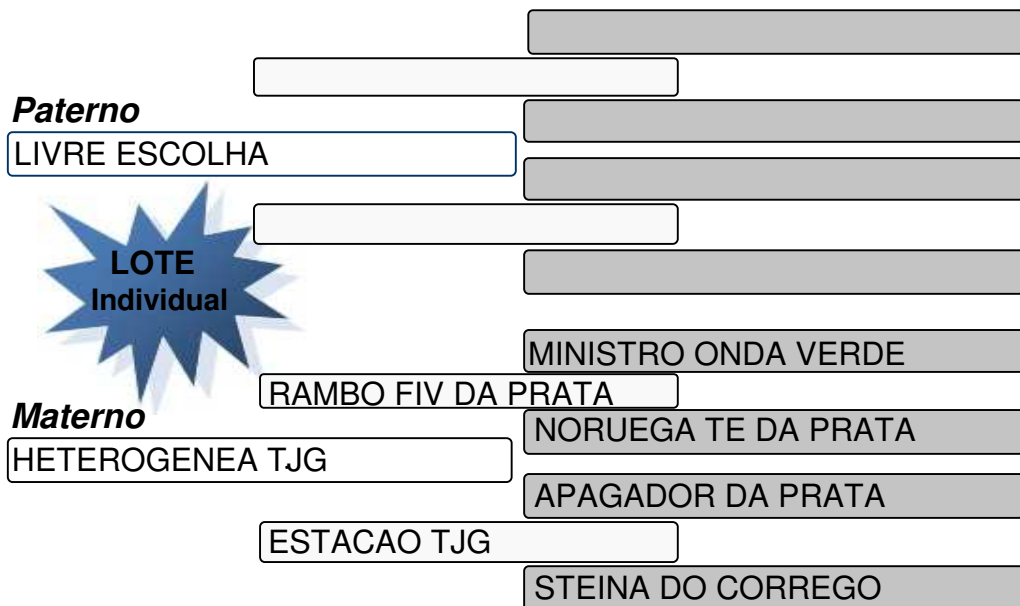 Paterno
LIVRE ESCOLHA
LOTE
Individual
MINISTRO ONDA VERDE
RAMBO FIV DA PRATA
Materno
NORUEGA TE DA PRATA
HETEROGENEA TJG
APAGADOR DA PRATA
ESTACAO TJG
STEINA DO CORREGO